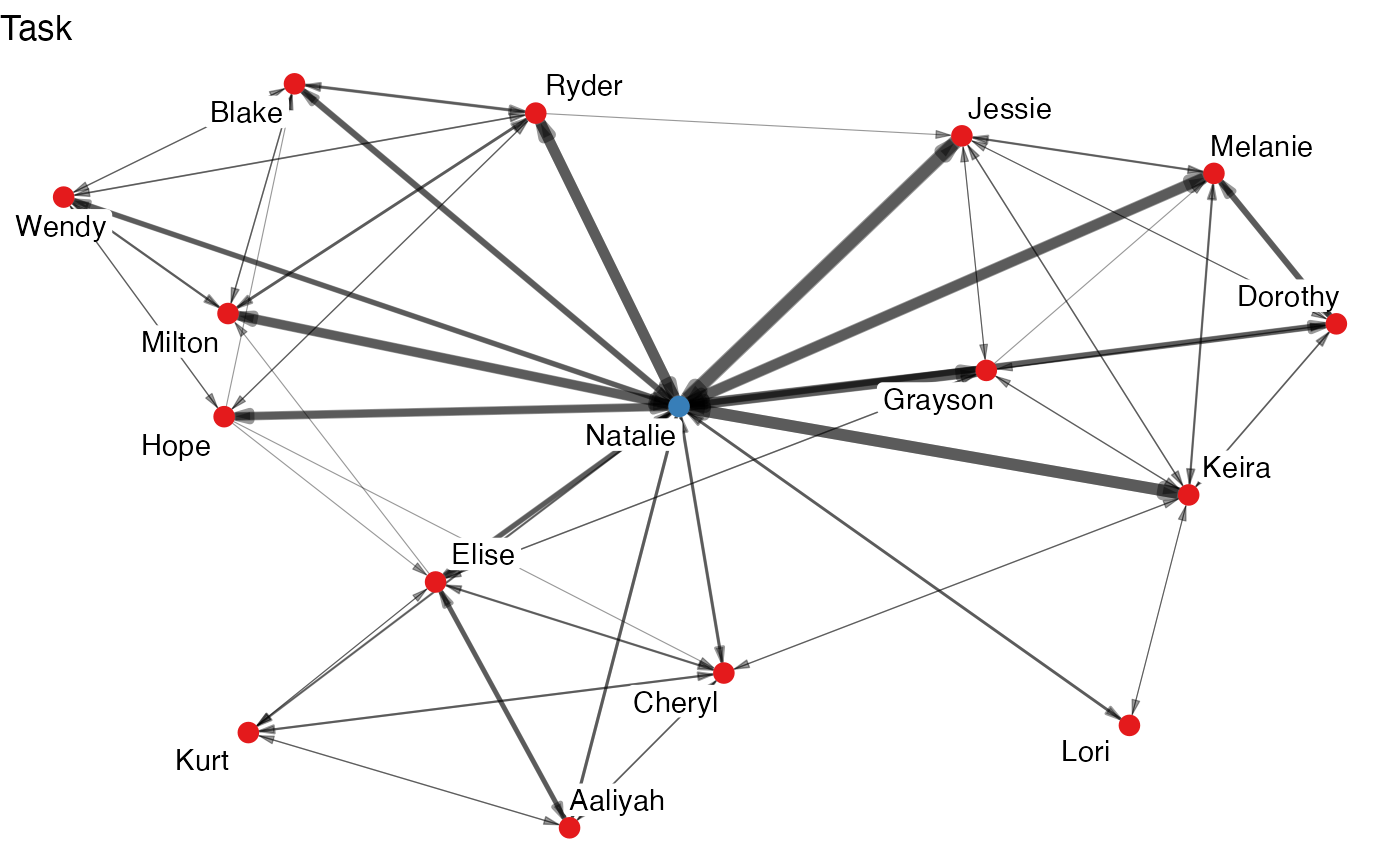 Task
Ryder
Blake
Jessie
Melanie
Wendy
Dorothy
Milton
Grayson
Natalie
Hope
Keira
Elise
Cheryl
Lori
Kurt
Aaliyah